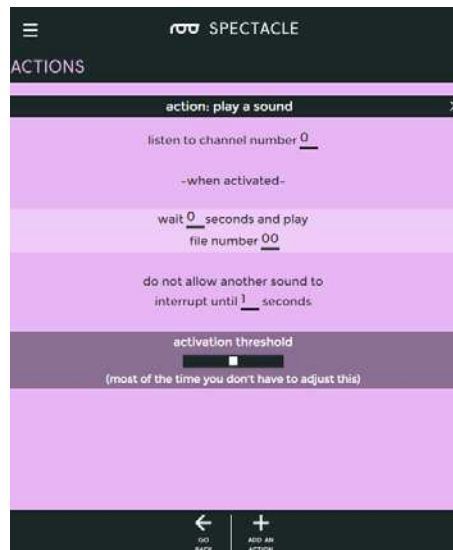 SPECTACLE
ACTIONS
action: play a sound
listen to channel number 0
-when activated-
wait 0 seconds and play
file number 00
do not allow another sound to
interrupt until 1 seconds
activation threshold
(most of the time you don't have to adjust this)
GO ADD AN
BACK ACTION